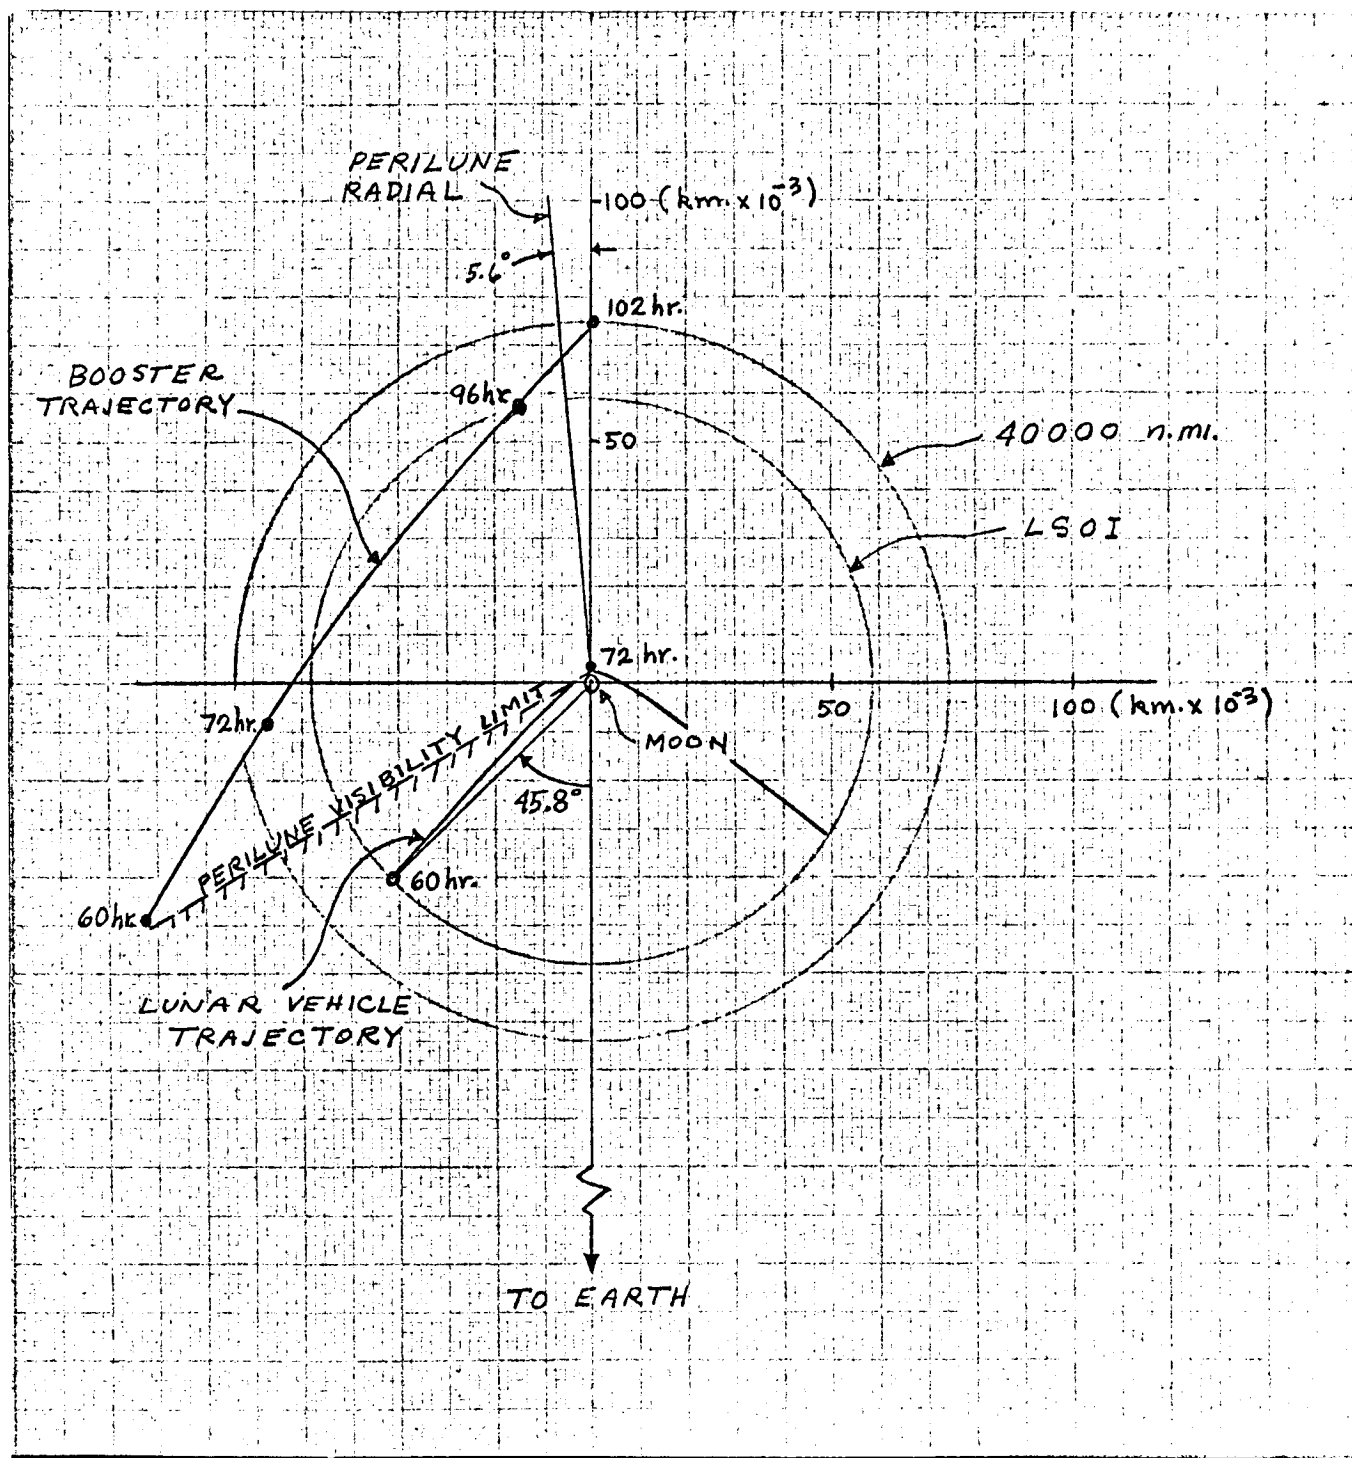 PERILUNE
RADIAL
100 (km. x 10⁻³)
5.6°
102 hr.
BOOSTER
TRAJECTORY
96 hr.
50
40000 n.mi.
LSOI
72 hr.
72 hr.
50
100 (km. x 10⁻³)
MOON
PERILUNE VISIBILITY LIMIT
45.8°
60 hr.
60 hr.
LUNAR VEHICLE
TRAJECTORY
TO EARTH